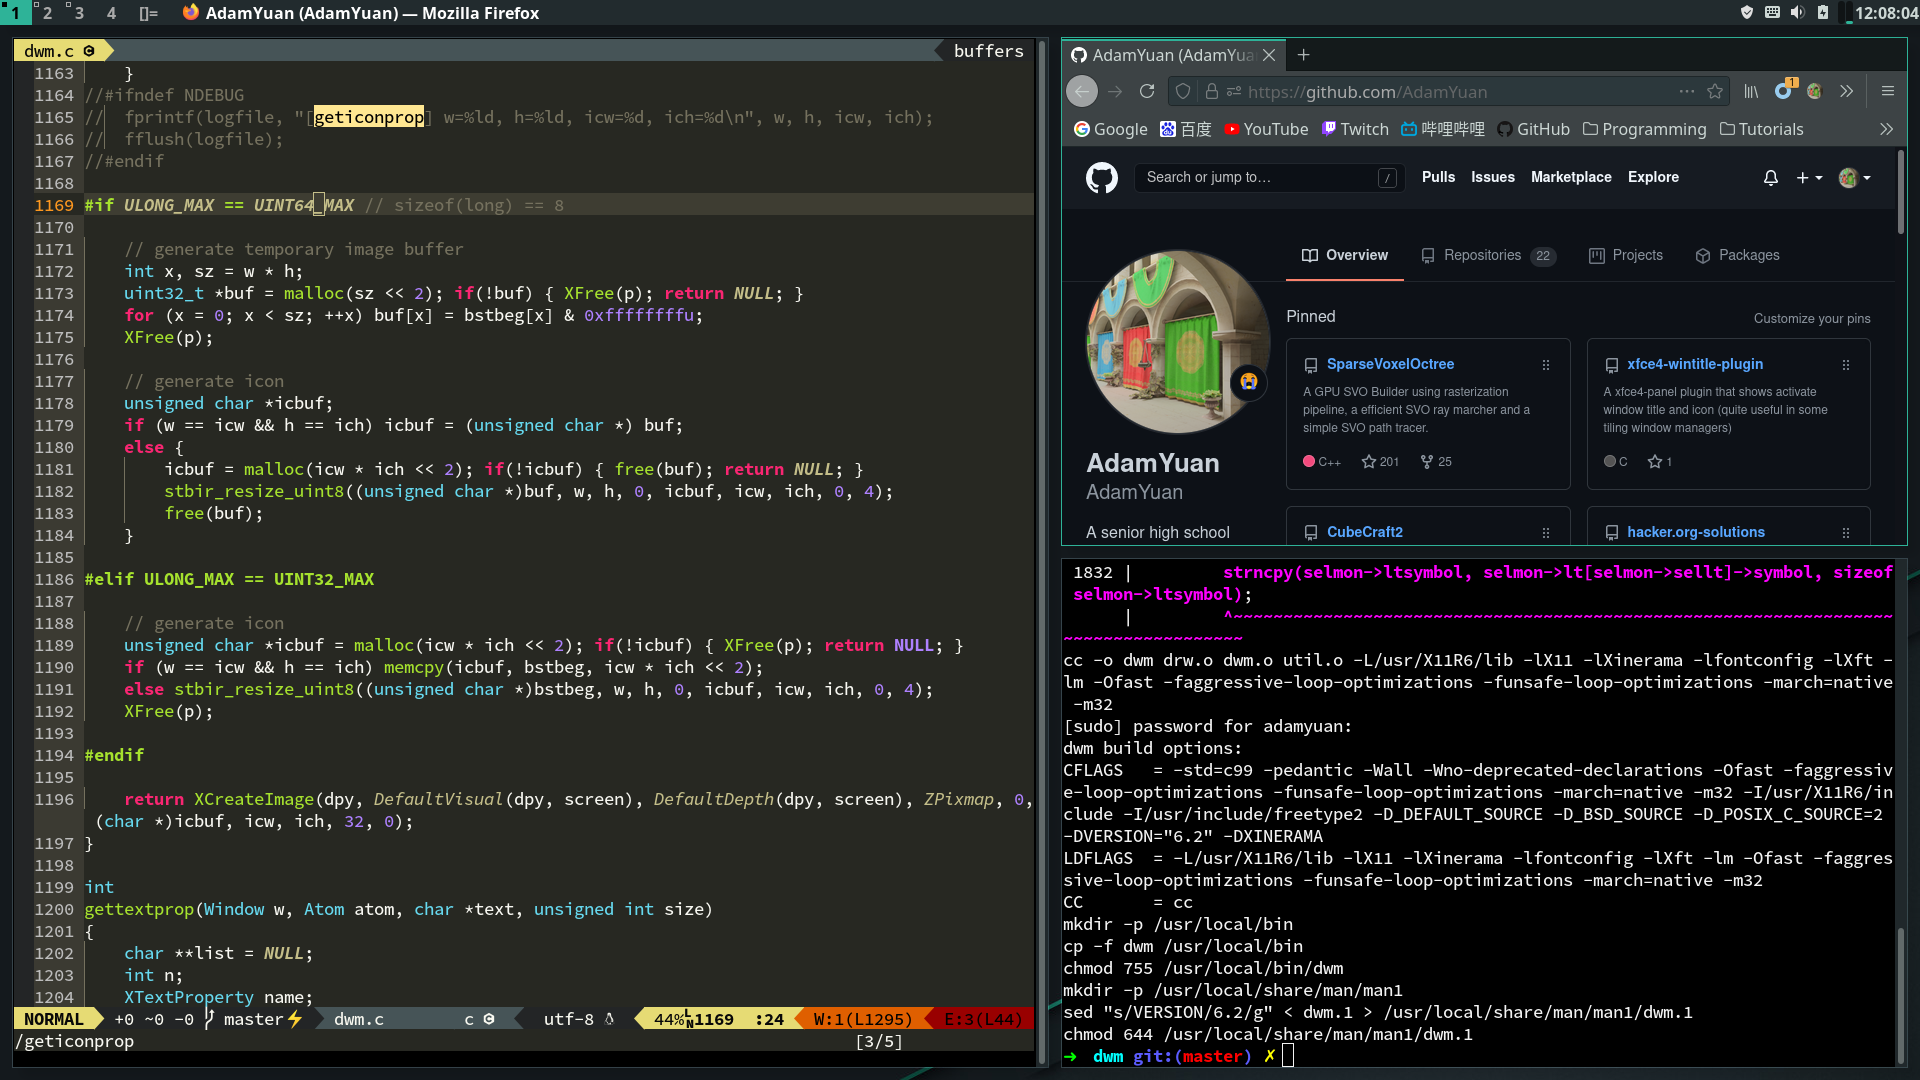 1 2 3 4 []= AdamYuan (AdamYuan) — Mozilla Firefox 12:08:04
dwm.c buffers
1163     }
1164 //#ifndef NDEBUG
1165 //  fprintf(logfile, "[geticonprop] w=%ld, h=%ld, icw=%d, ich=%d\n", w, h, icw, ich);
1166 //  fflush(logfile);
1167 //#endif
1168
1169 #if ULONG_MAX == UINT64_MAX // sizeof(long) == 8
1170
1171     // generate temporary image buffer
1172     int x, sz = w * h;
1173     uint32_t *buf = malloc(sz << 2); if(!buf) { XFree(p); return NULL; }
1174     for (x = 0; x < sz; ++x) buf[x] = bstbeg[x] & 0xffffffffu;
1175     XFree(p);
1176
1177     // generate icon
1178     unsigned char *icbuf;
1179     if (w == icw && h == ich) icbuf = (unsigned char *) buf;
1180     else {
1181         icbuf = malloc(icw * ich << 2); if(!icbuf) { free(buf); return NULL; }
1182         stbir_resize_uint8((unsigned char *)buf, w, h, 0, icbuf, icw, ich, 0, 4);
1183         free(buf);
1184     }
1185
1186 #elif ULONG_MAX == UINT32_MAX
1187
1188     // generate icon
1189     unsigned char *icbuf = malloc(icw * ich << 2); if(!icbuf) { XFree(p); return NULL; }
1190     if (w == icw && h == ich) memcpy(icbuf, bstbeg, icw * ich << 2);
1191     else stbir_resize_uint8((unsigned char *)bstbeg, w, h, 0, icbuf, icw, ich, 0, 4);
1192     XFree(p);
1193
1194 #endif
1195
1196     return XCreateImage(dpy, DefaultVisual(dpy, screen), DefaultDepth(dpy, screen), ZPixmap, 0,
 (char *)icbuf, icw, ich, 32, 0);
1197 }
1198
1199 int
1200 gettextprop(Window w, Atom atom, char *text, unsigned int size)
1201 {
1202     char **list = NULL;
1203     int n;
1204     XTextProperty name;
NORMAL +0 ~0 -0 master⚡ dwm.c c utf-8 44% LN 1169 :24 W:1(L1295) E:3(L44)
/geticonprop [3/5]
AdamYuan (AdamYua
https://github.com/AdamYuan
1
Google 百度 YouTube Twitch 哔哩哔哩 GitHub Programming Tutorials
Search or jump to… / Pulls Issues Marketplace Explore
Overview Repositories 22 Projects Packages
Pinned Customize your pins
SparseVoxelOctree
A GPU SVO Builder using rasterization
pipeline, a efficient SVO ray marcher and a
simple SVO path tracer.
C++ 201 25
xfce4-wintitle-plugin
A xfce4-panel plugin that shows activate
window title and icon (quite useful in some
tiling window managers)
C 1
AdamYuan
AdamYuan
A senior high school
CubeCraft2
hacker.org-solutions
1832 |         strncpy(selmon->ltsymbol, selmon->lt[selmon->sellt]->symbol, sizeof
 selmon->ltsymbol);
     |         ^~~~~~~~~~~~~~~~~~~~~~~~~~~~~~~~~~~~~~~~~~~~~~~~~~~~~~~~~~~~~~~~~~~
~~~~~~~~~~~~~~~~~~
cc -o dwm drw.o dwm.o util.o -L/usr/X11R6/lib -lX11 -lXinerama -lfontconfig -lXft -
lm -Ofast -faggressive-loop-optimizations -funsafe-loop-optimizations -march=native
 -m32
[sudo] password for adamyuan:
dwm build options:
CFLAGS   = -std=c99 -pedantic -Wall -Wno-deprecated-declarations -Ofast -faggressiv
e-loop-optimizations -funsafe-loop-optimizations -march=native -m32 -I/usr/X11R6/in
clude -I/usr/include/freetype2 -D_DEFAULT_SOURCE -D_BSD_SOURCE -D_POSIX_C_SOURCE=2
-DVERSION="6.2" -DXINERAMA
LDFLAGS  = -L/usr/X11R6/lib -lX11 -lXinerama -lfontconfig -lXft -lm -Ofast -faggres
sive-loop-optimizations -funsafe-loop-optimizations -march=native -m32
CC       = cc
mkdir -p /usr/local/bin
cp -f dwm /usr/local/bin
chmod 755 /usr/local/bin/dwm
mkdir -p /usr/local/share/man/man1
sed "s/VERSION/6.2/g" < dwm.1 > /usr/local/share/man/man1/dwm.1
chmod 644 /usr/local/share/man/man1/dwm.1
➜  dwm git:(master) ✗